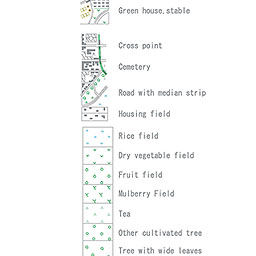 Green house, stable
Cross point
Cemetery
Road with median strip
Housing field
Rice field
Dry vegetable field
Fruit field
Mulberry Field
Tea
Other cultivated tree
Tree with wide leaves